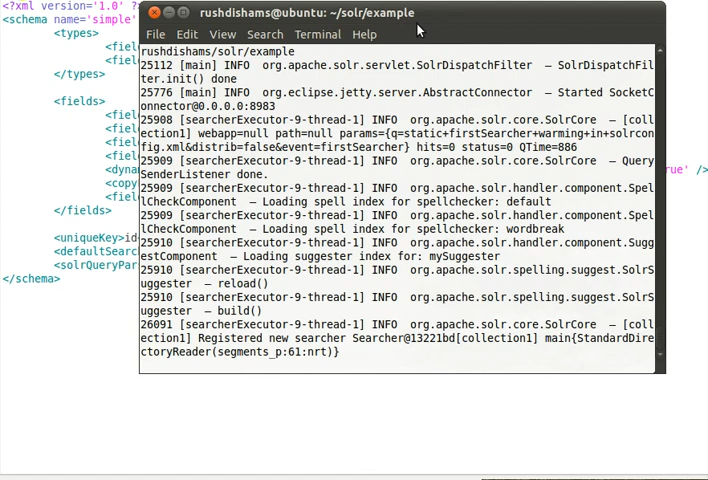 <?xml version='1.0' ?>
<schema name='simple'
<types>
<fiel
<fiel
</types>
<fields>
<fiel
<fiel
<fiel
<fiel
<dyna
rue' />
<copy
<fiel
</fields>
<uniqueKey>id
<defaultSearc
<solrQueryPar
</schema>
rushdishams@ubuntu: ~/solr/example
File Edit View Search Terminal Help
rushdishams/solr/example
25112 [main] INFO  org.apache.solr.servlet.SolrDispatchFilter  – SolrDispatchFil
ter.init() done
25776 [main] INFO  org.eclipse.jetty.server.AbstractConnector  – Started SocketC
onnector@0.0.0.0:8983
25908 [searcherExecutor-9-thread-1] INFO  org.apache.solr.core.SolrCore  – [coll
ection1] webapp=null path=null params={q=static+firstSearcher+warming+in+solrcon
fig.xml&distrib=false&event=firstSearcher} hits=0 status=0 QTime=886
25909 [searcherExecutor-9-thread-1] INFO  org.apache.solr.core.SolrCore  – Query
SenderListener done.
25909 [searcherExecutor-9-thread-1] INFO  org.apache.solr.handler.component.Spel
lCheckComponent  – Loading spell index for spellchecker: default
25909 [searcherExecutor-9-thread-1] INFO  org.apache.solr.handler.component.Spel
lCheckComponent  – Loading spell index for spellchecker: wordbreak
25910 [searcherExecutor-9-thread-1] INFO  org.apache.solr.handler.component.Sugg
estComponent  – Loading suggester index for: mySuggester
25910 [searcherExecutor-9-thread-1] INFO  org.apache.solr.spelling.suggest.SolrS
uggester  – reload()
25910 [searcherExecutor-9-thread-1] INFO  org.apache.solr.spelling.suggest.SolrS
uggester  – build()
26091 [searcherExecutor-9-thread-1] INFO  org.apache.solr.core.SolrCore  – [coll
ection1] Registered new searcher Searcher@13221bd[collection1] main{StandardDire
ctoryReader(segments_p:61:nrt)}